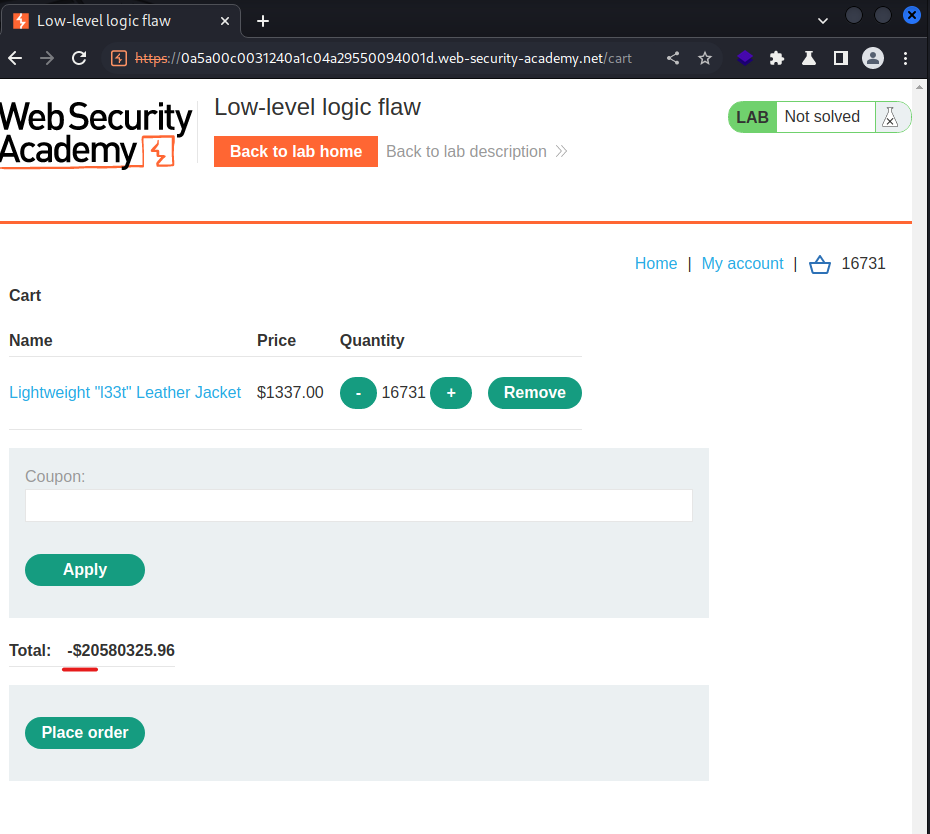 Low-level logic flaw
https://0a5a00c0031240a1c04a29550094001d.web-security-academy.net/cart
Web Security
Academy
Low-level logic flaw
Back to lab home
Back to lab description
LAB Not solved
Home | My account | 16731
Cart
Name Price Quantity
Lightweight "l33t" Leather Jacket $1337.00 - 16731 + Remove
Coupon:
Apply
Total: -$20580325.96
Place order